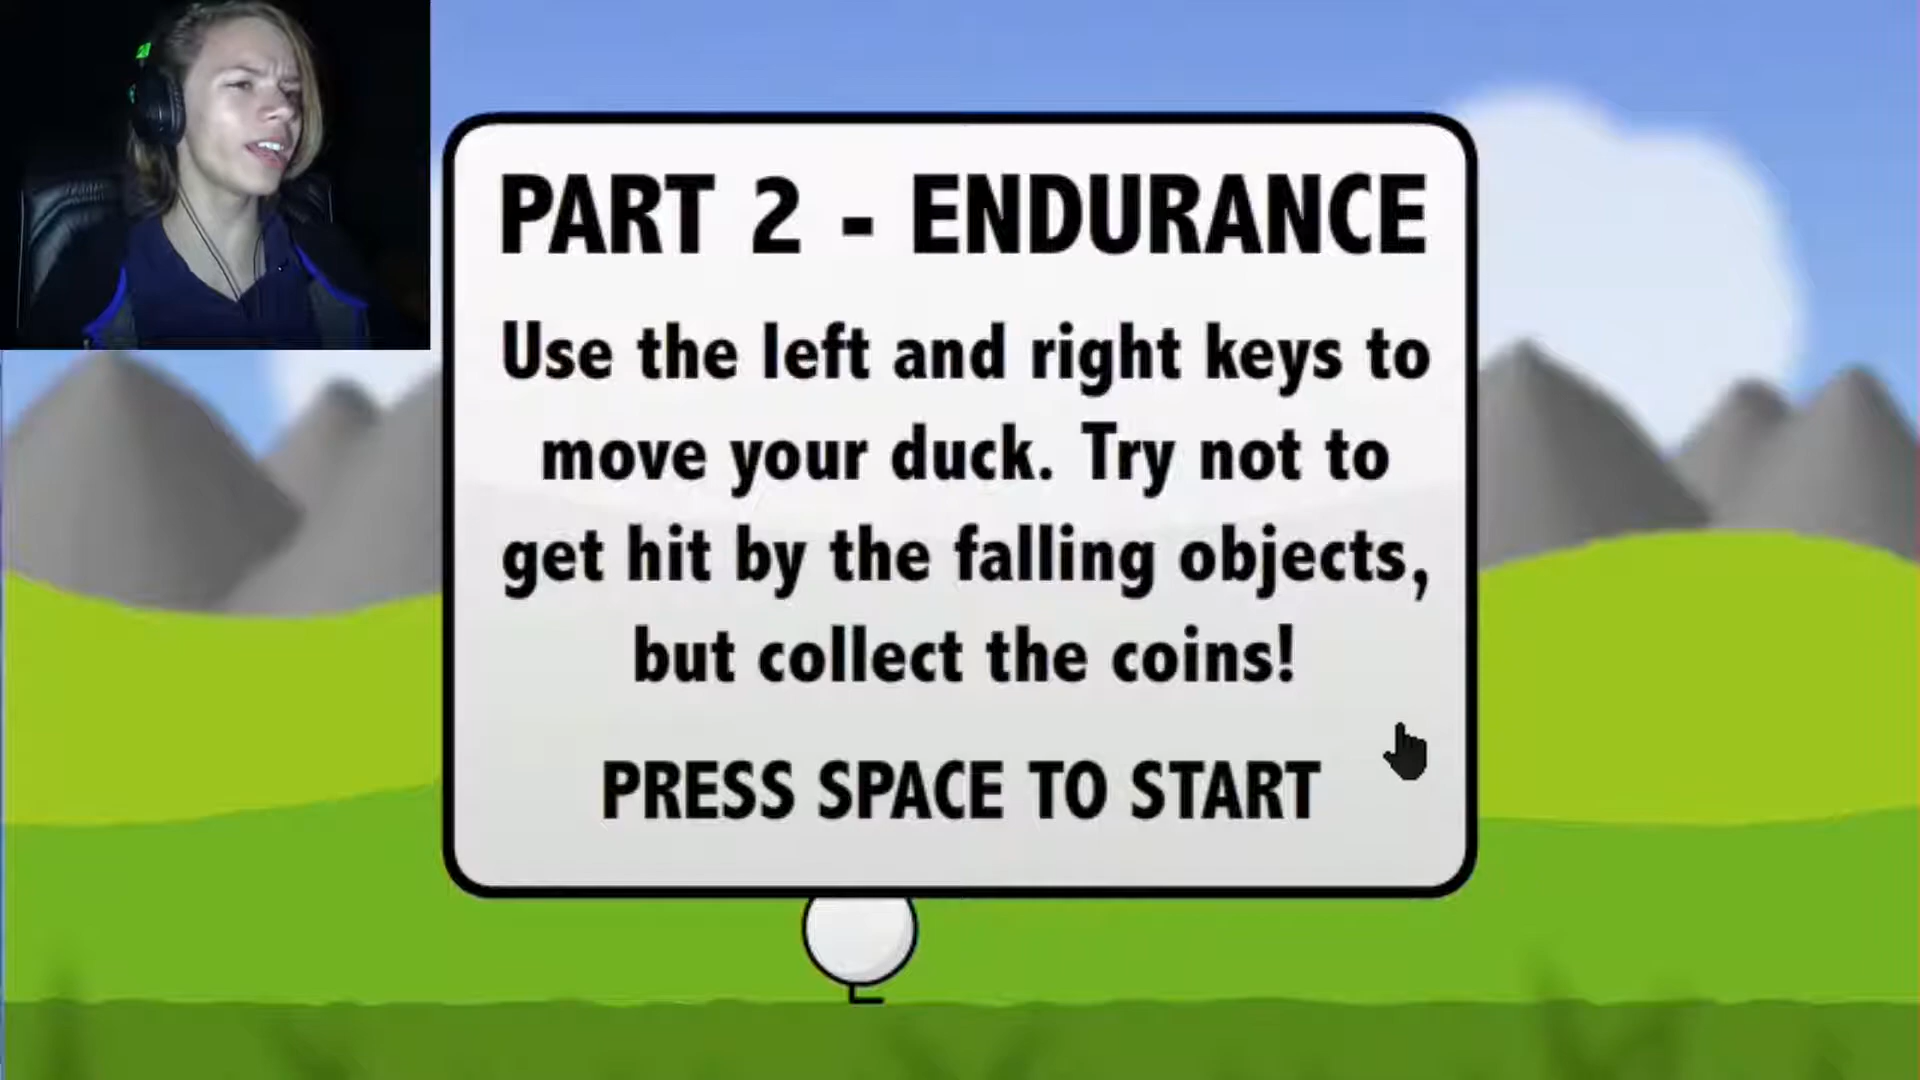 PART 2 - ENDURANCE
Use the left and right keys to
move your duck. Try not to
get hit by the falling objects,
but collect the coins!
PRESS SPACE TO START